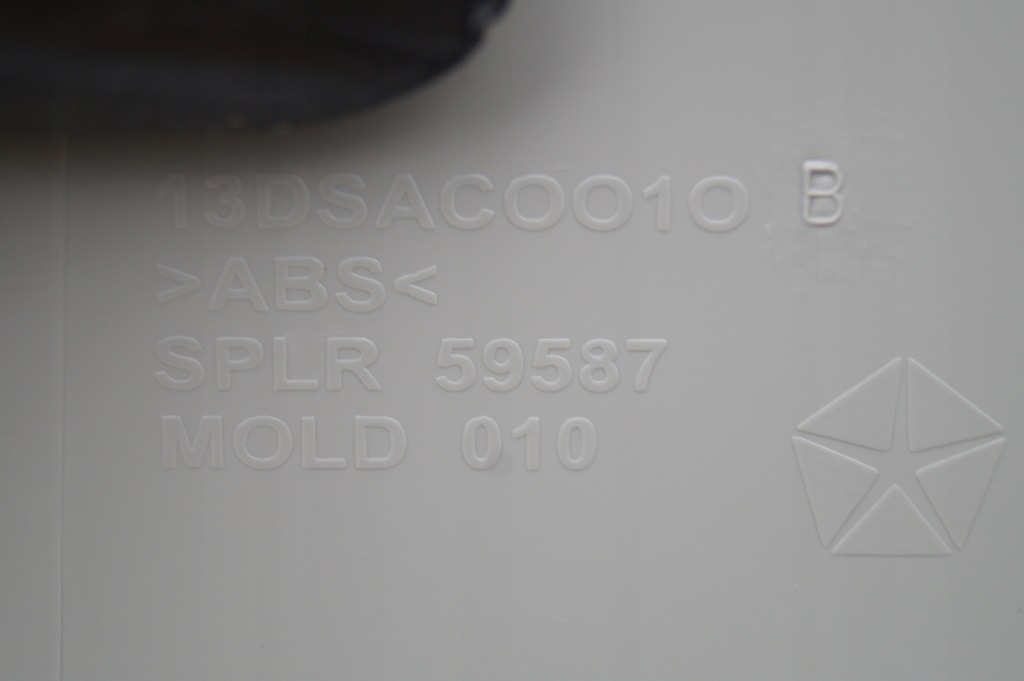 13DSAC0010 B
>ABS<
SPLR 59587
MOLD 010